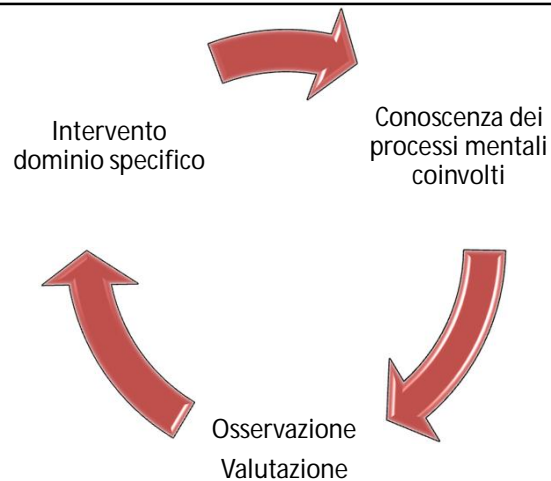 Intervento
dominio specifico
Conoscenza dei
processi mentali
coinvolti
Osservazione
Valutazione